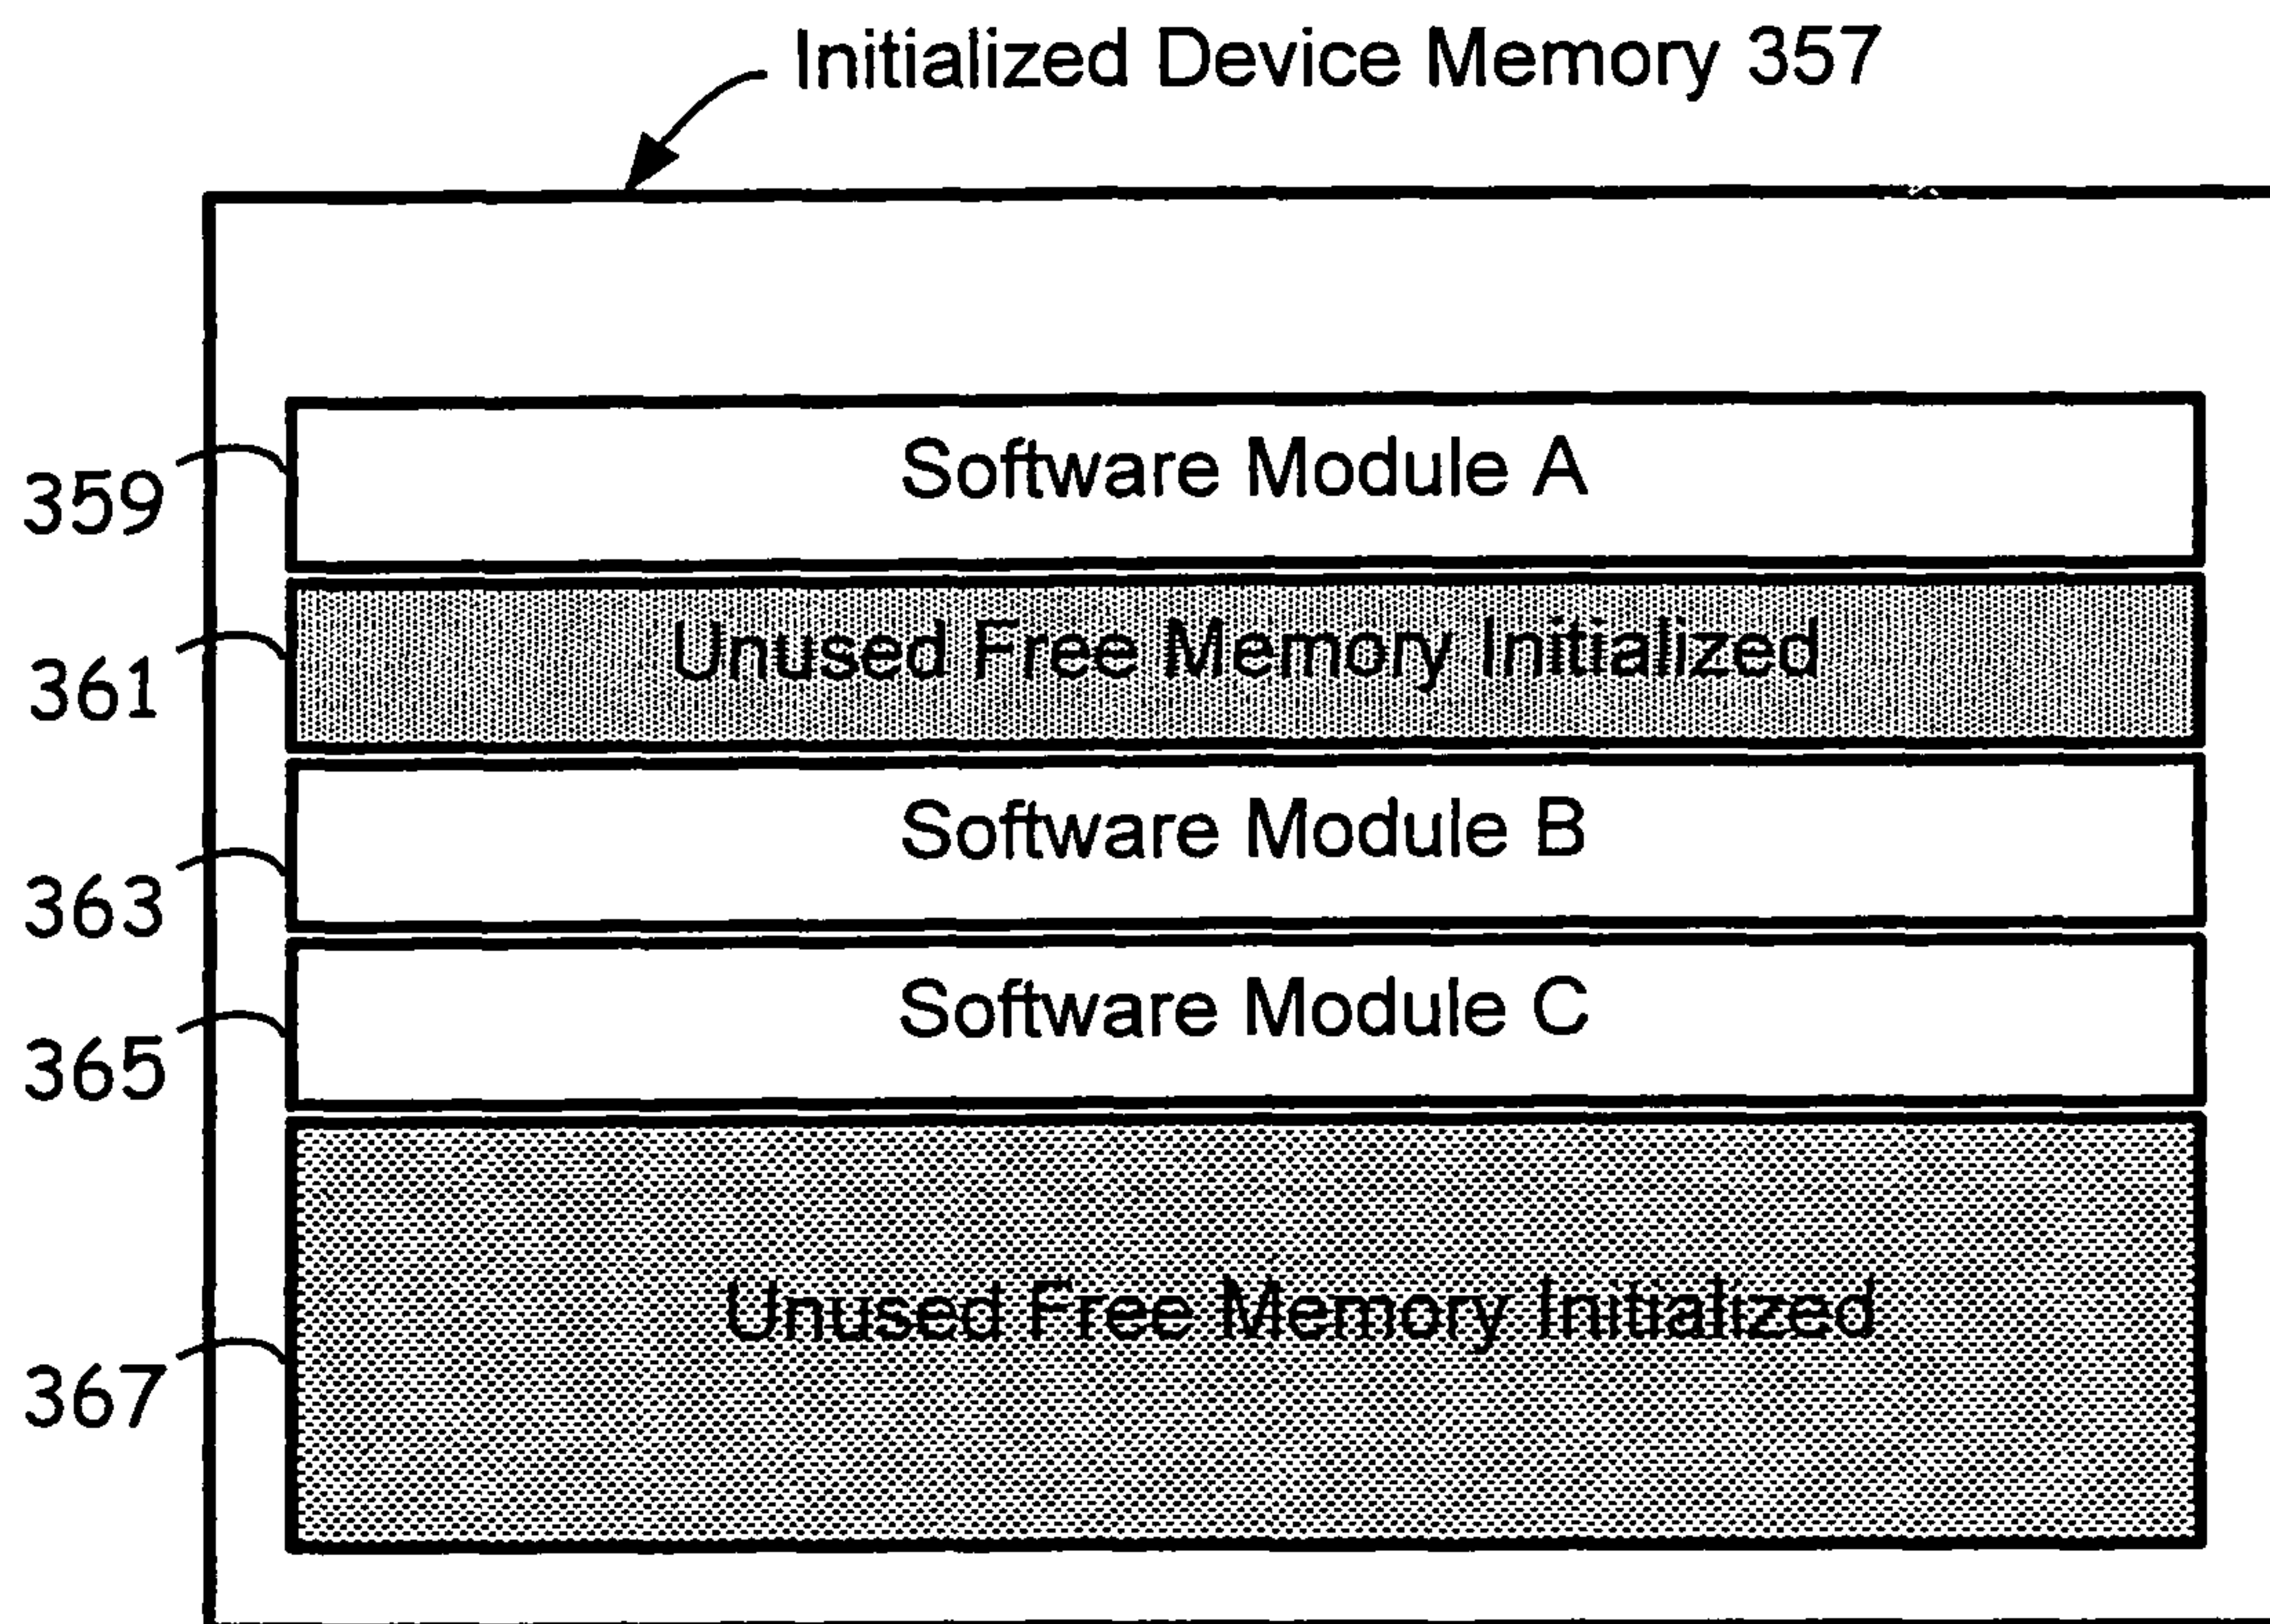 Initialized Device Memory 357
Software Module A
359
Unused Free Memory Initialized
361
Software Module B
363
Software Module C
365
Unused Free Memory Initialized
367